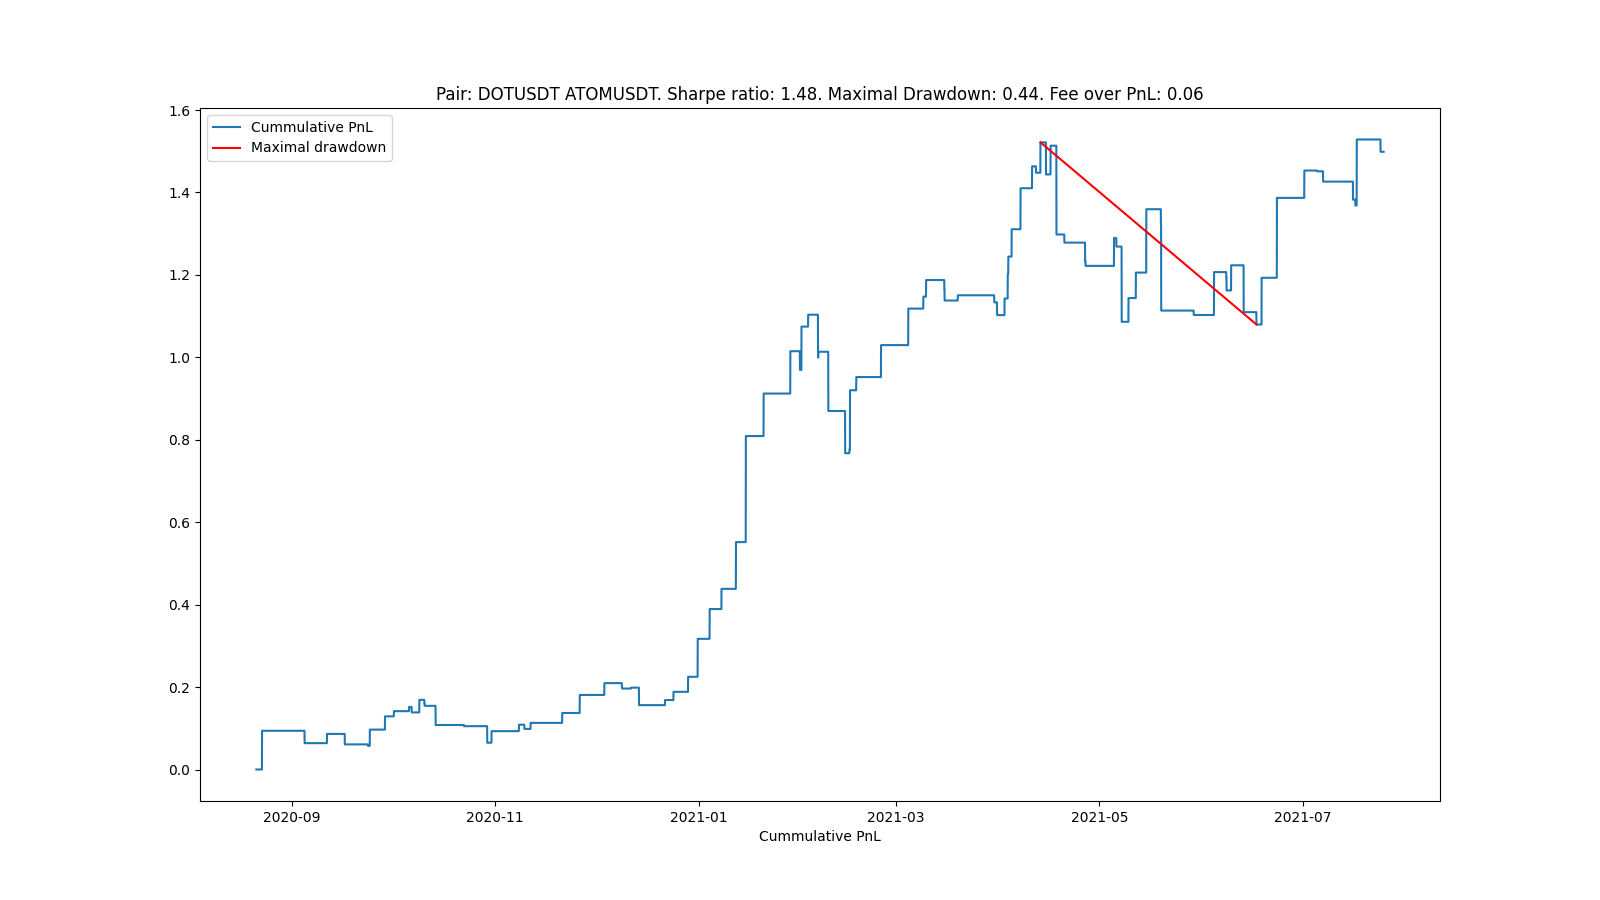 Pair: DOTUSDT ATOMUSDT. Sharpe ratio: 1.48. Maximal Drawdown: 0.44. Fee over PnL: 0.06
Cummulative PnL
Maximal drawdown
1.6
1.4
1.2
1.0
0.8
0.6
0.4
0.2
0.0
2020-09 2020-11 2021-01 2021-03 2021-05 2021-07
Cummulative PnL